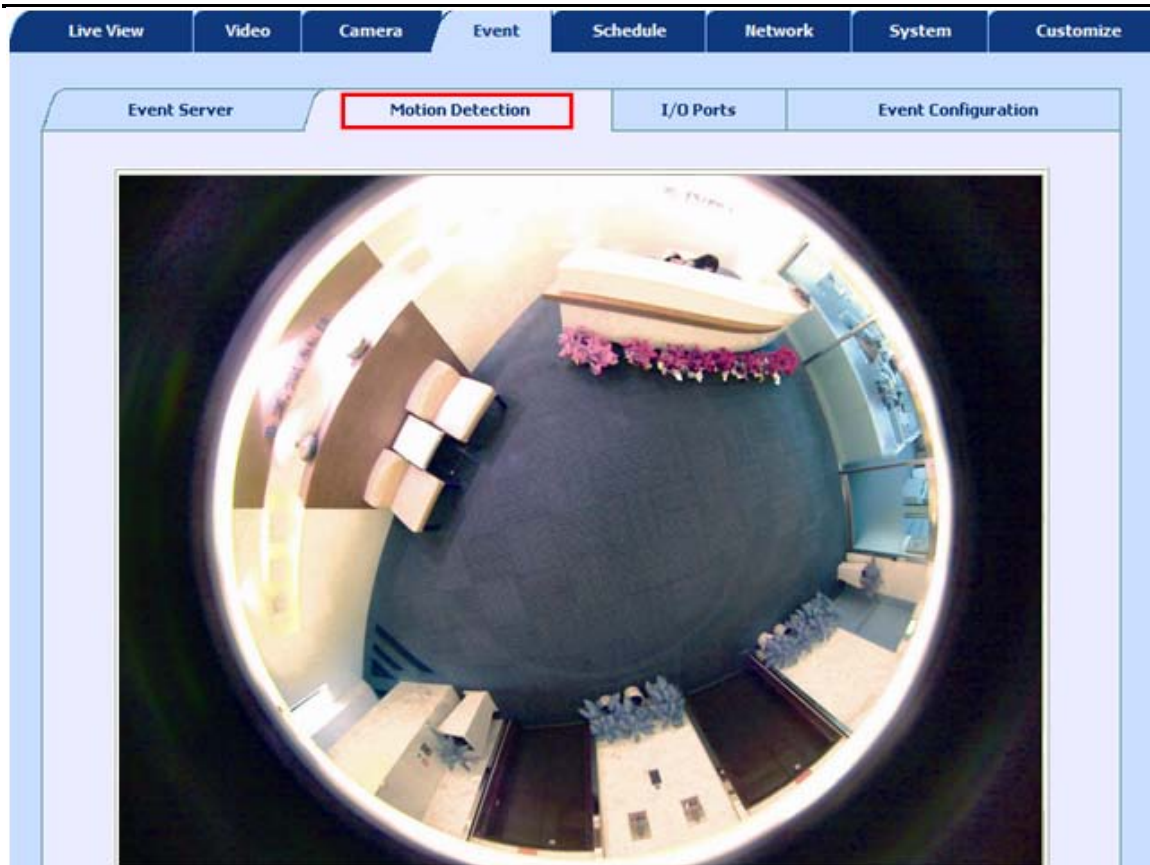 Live View Video Camera Event Schedule Network System Customize
Event Server Motion Detection I/O Ports Event Configuration